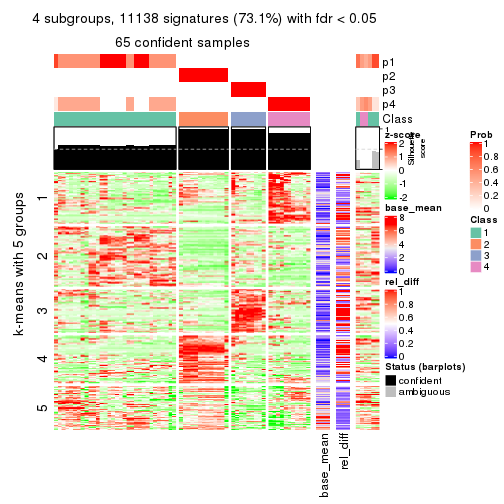 4 subgroups, 11138 signatures (73.1%) with fdr < 0.05
65 confident samples
p1
p2
p3
p4
Class
1
Silhouette
score
k-means with 5 groups
1
2
3
4
5
base_mean
rel_diff
z-score
2
1
0
-1
-2
base_mean
8
6
4
2
0
rel_diff
1
0.8
0.6
0.4
0.2
0
Status (barplots)
confident
ambiguous
Prob
1
0.8
0.6
0.4
0.2
0
Class
1
2
3
4